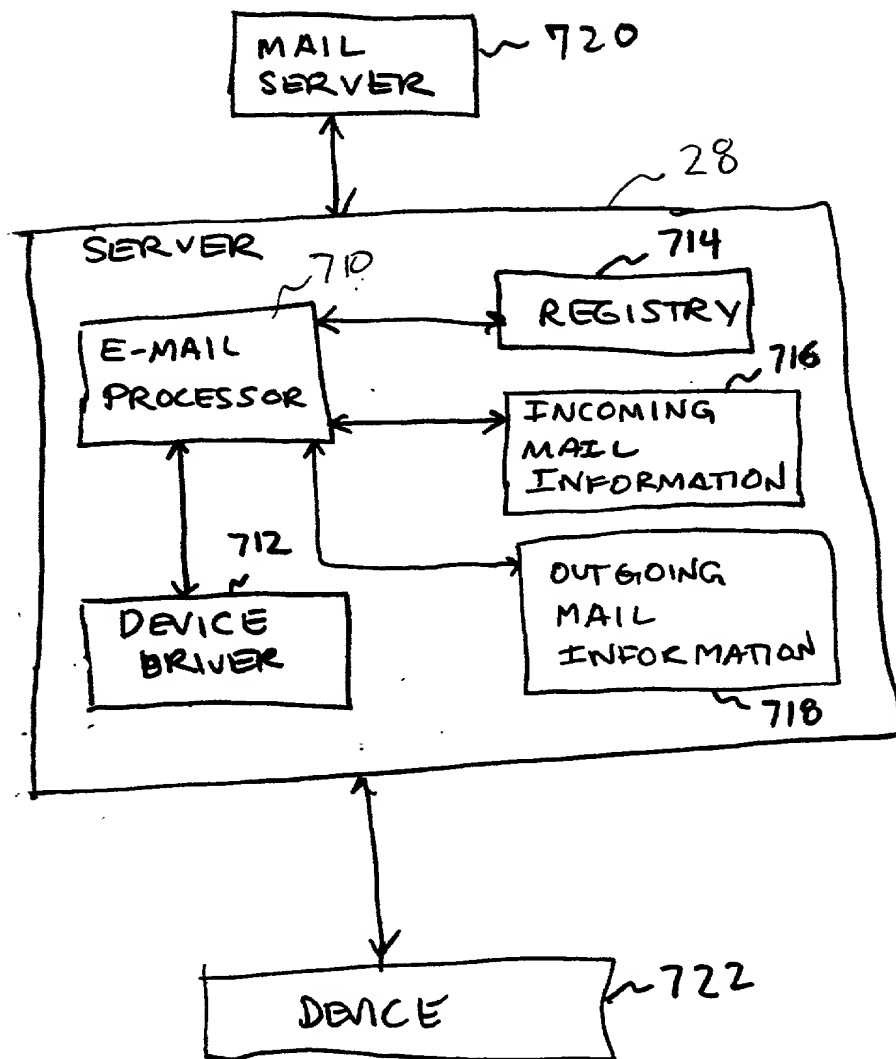 MAIL
SERVER
720
28
SERVER
710
714
E-MAIL
PROCESSOR
REGISTRY
716
INCOMING
MAIL
INFORMATION
712
DEVICE
DRIVER
OUTGOING
MAIL
INFORMATION
718
DEVICE
722